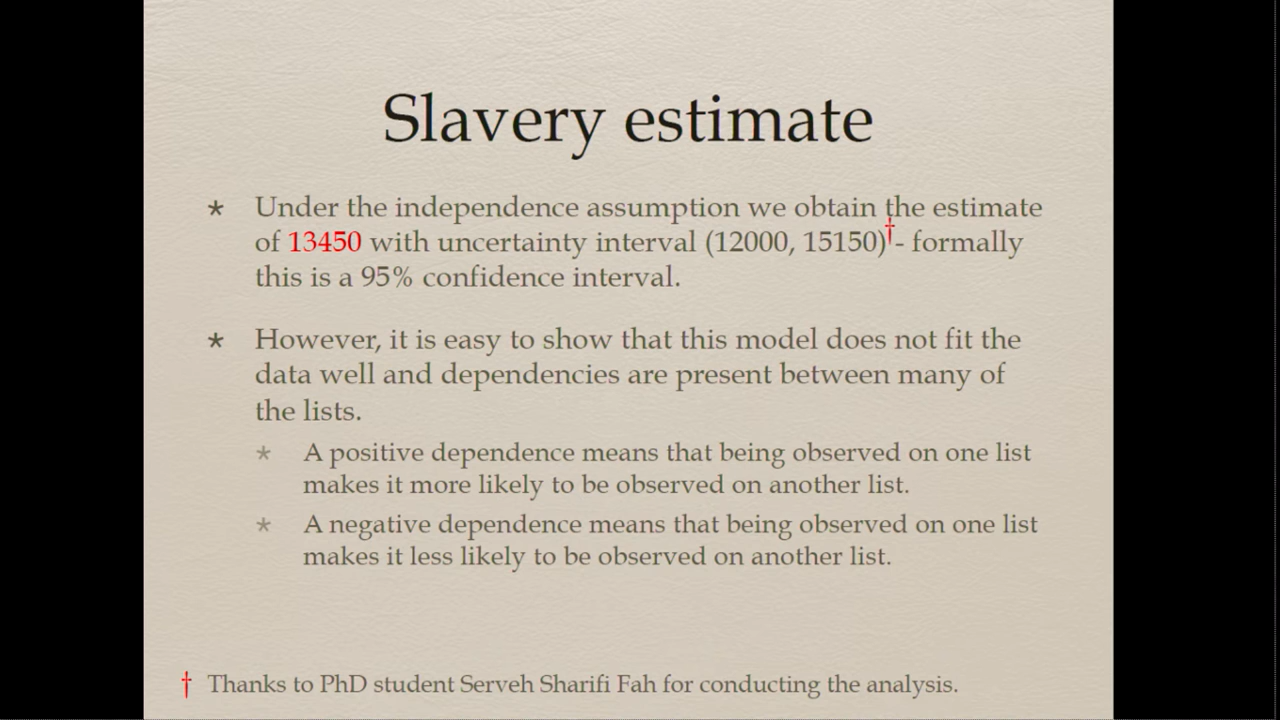 Slavery estimate
* Under the independence assumption we obtain the estimate
of 13450 with uncertainty interval (12000, 15150)†- formally
this is a 95% confidence interval.
* However, it is easy to show that this model does not fit the
data well and dependencies are present between many of
the lists.
* A positive dependence means that being observed on one list
makes it more likely to be observed on another list.
* A negative dependence means that being observed on one list
makes it less likely to be observed on another list.
† Thanks to PhD student Serveh Sharifi Fah for conducting the analysis.